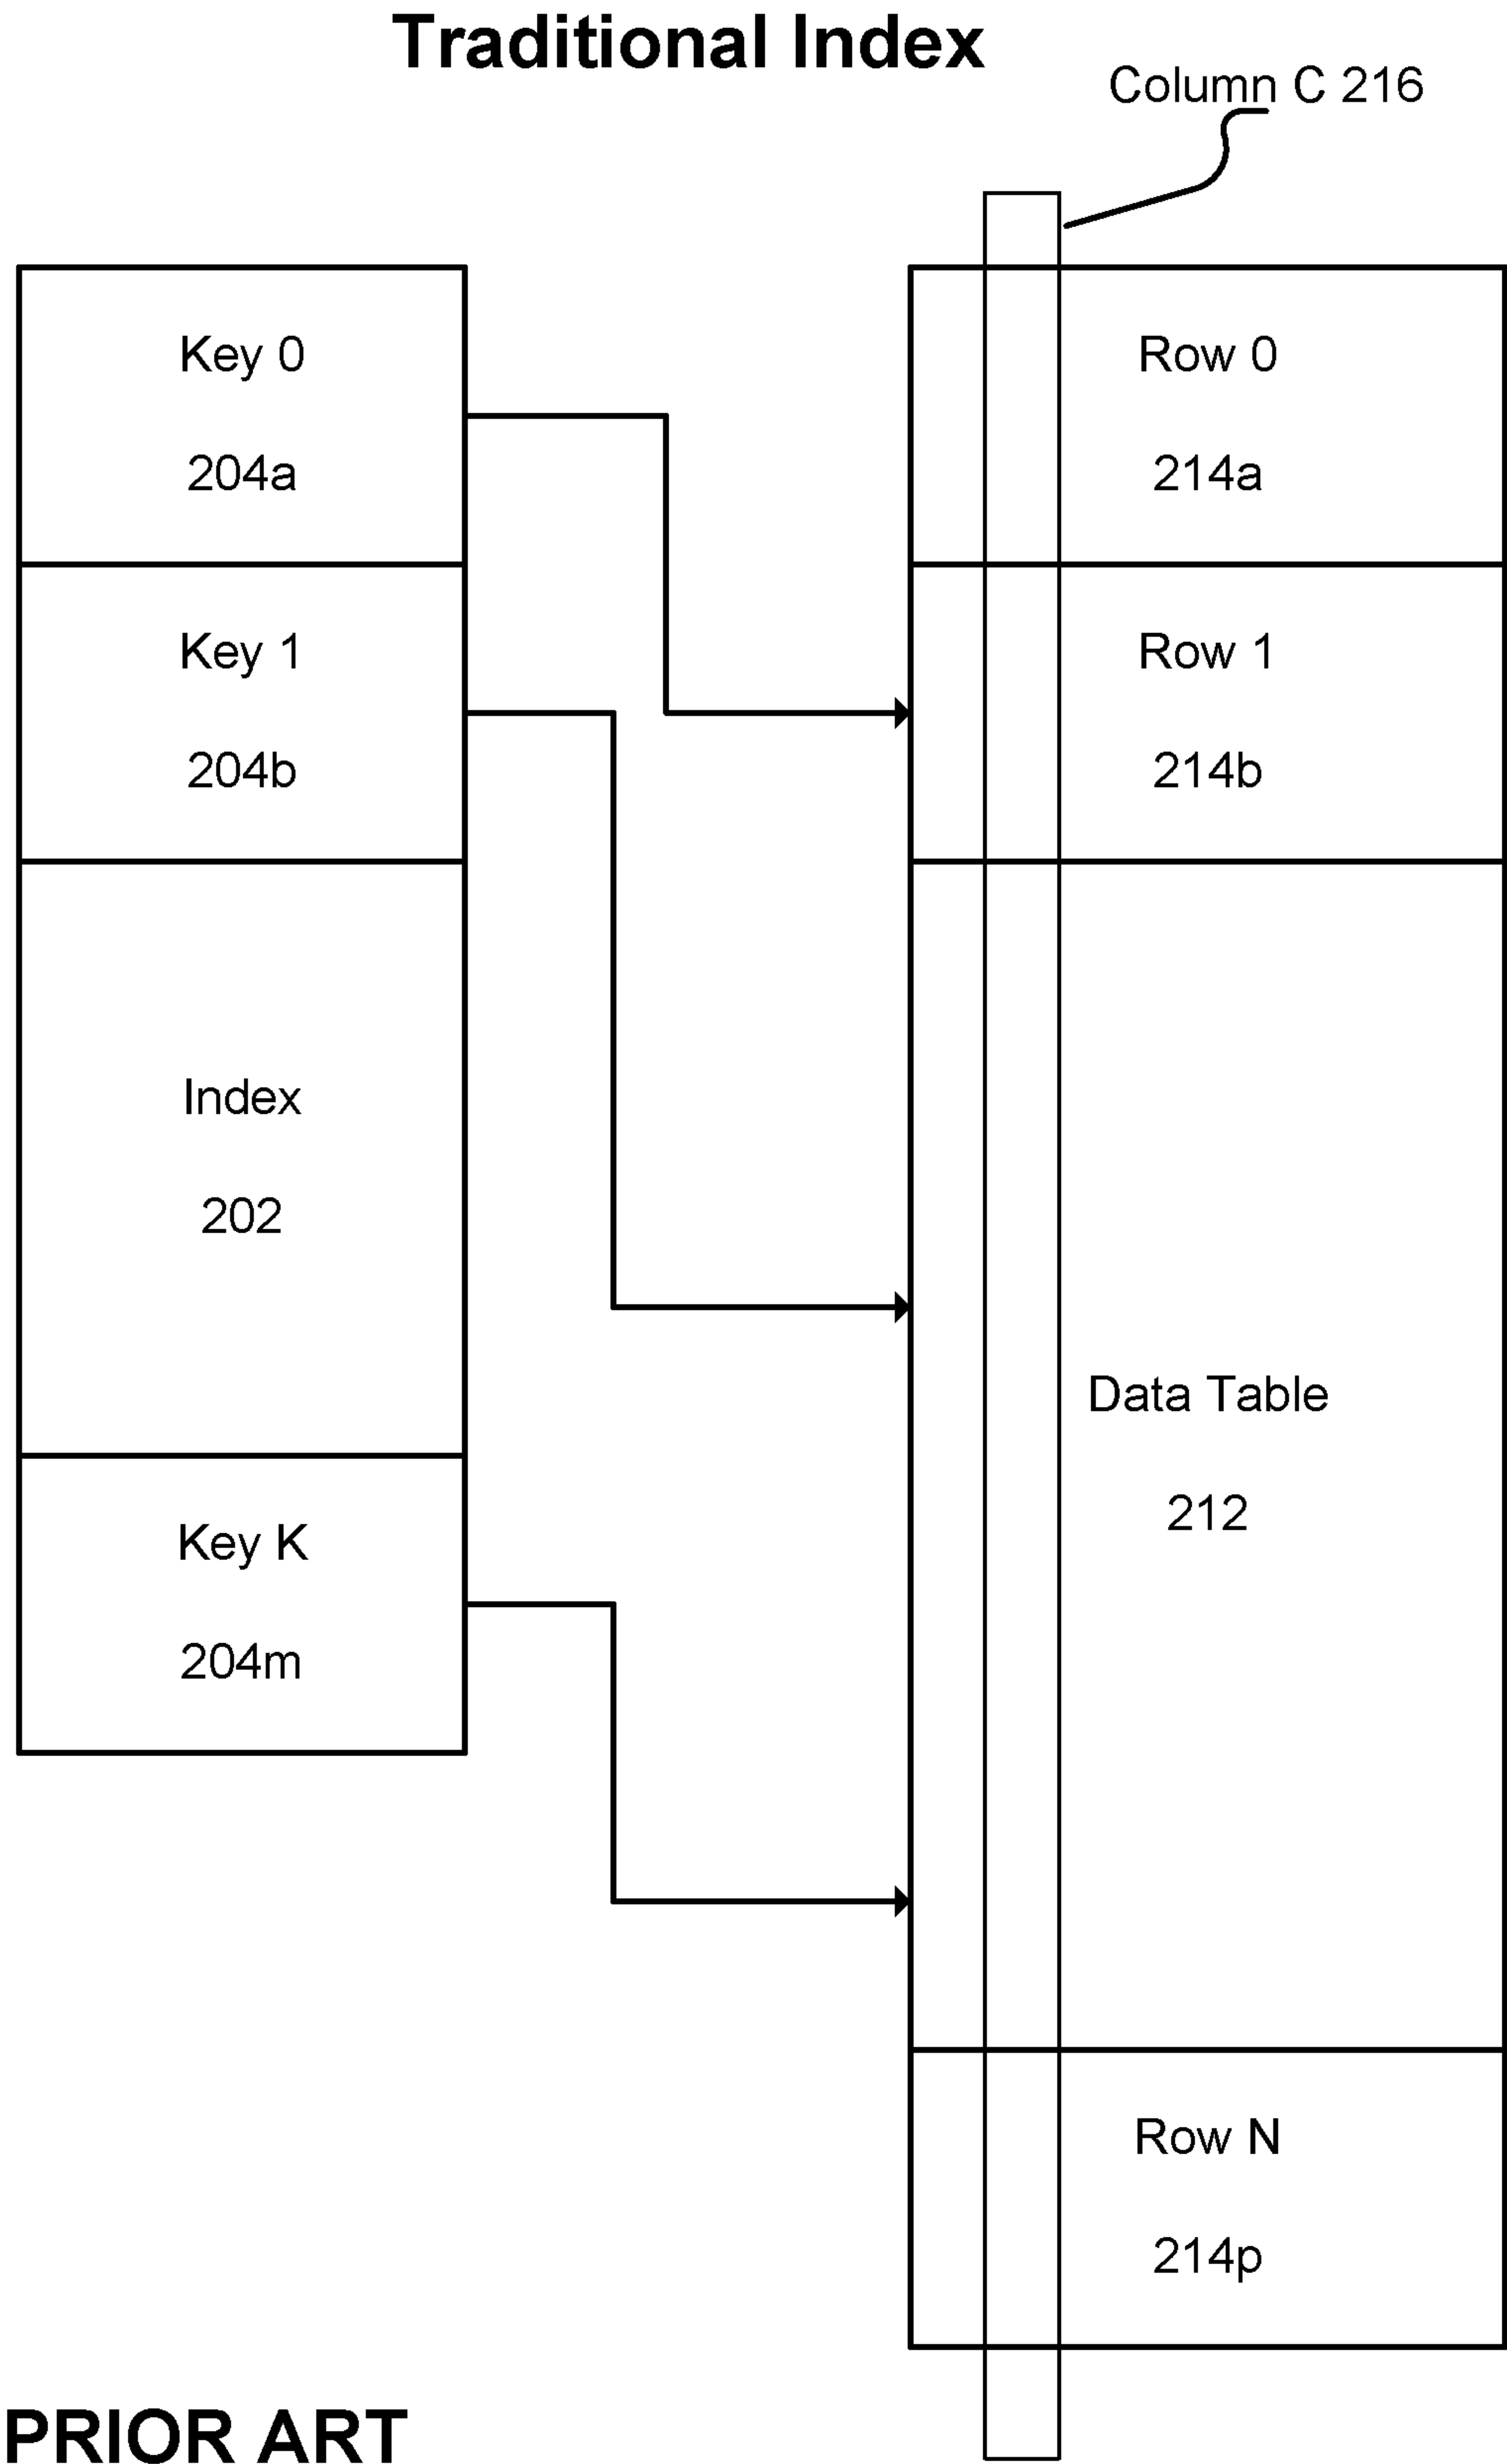 Traditional Index
Column C 216
Key 0
204a
Key 1
204b
Index
202
Key K
204m
Row 0
214a
Row 1
214b
Data Table
212
Row N
214p
PRIOR ART